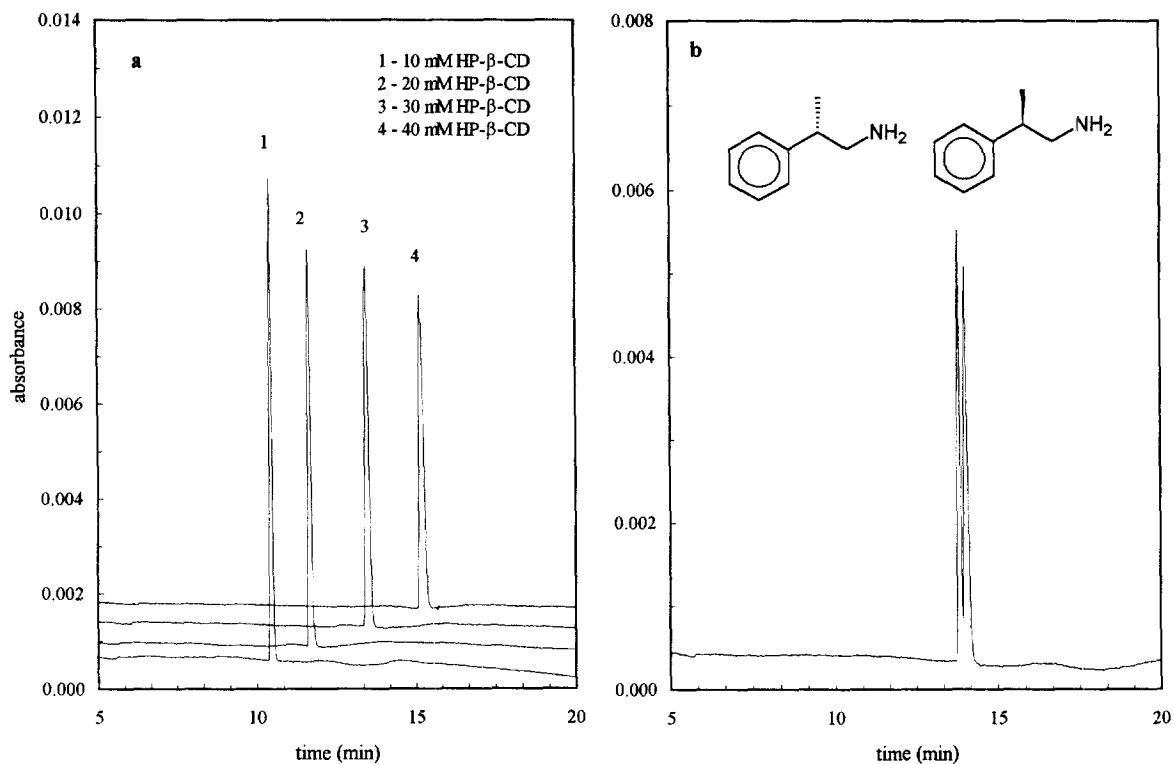 a
1 - 10 mM HP-β-CD
2 - 20 mM HP-β-CD
3 - 30 mM HP-β-CD
4 - 40 mM HP-β-CD
0.014
0.012
0.010
0.008
0.006
0.004
0.002
0.000
absorbance
1
2
3
4
5
10
15
20
time (min)
b
NH2
NH2
0.008
0.006
0.004
0.002
0.000
5
10
15
20
time (min)